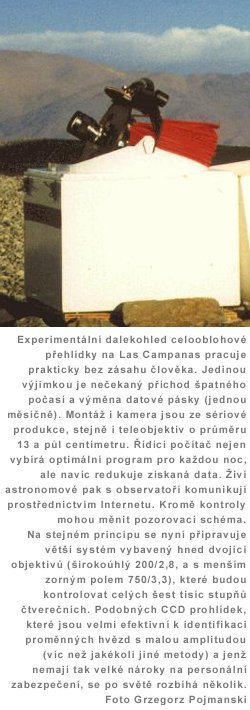 Experimentální dalekohled celooblohové
přehlídky na Las Campanas pracuje
prakticky bez zásahu člověka. Jedinou
výjimkou je nečekaný příchod špatného
počasí a výměna datové pásky (jednou
měsíčně). Montáž i kamera jsou ze sériové
produkce, stejně i teleobjektiv o průměru
13 a půl centimetru. Řídící počítač nejen
vybírá optimální program pro každou noc,
ale navíc redukuje získaná data. Živí
astronomové pak s observatoří komunikují
prostřednictvím Internetu. Kromě kontroly
mohou měnit pozorovací schéma.
Na stejném principu se nyní připravuje
větší systém vybavený hned dvojicí
objektivů (širokoúhlý 200/2,8, a s menším
zorným polem 750/3,3), které budou
kontrolovat celých šest tisíc stupňů
čtverečních. Podobných CCD prohlídek,
které jsou velmi efektivní k identifikaci
proměnných hvězd s malou amplitudou
(víc než jakékoli jiné metody) a jenž
nemají tak velké nároky na personální
zabezpečení, se po světě rozbíhá několik.
Foto Grzegorz Pojmanski